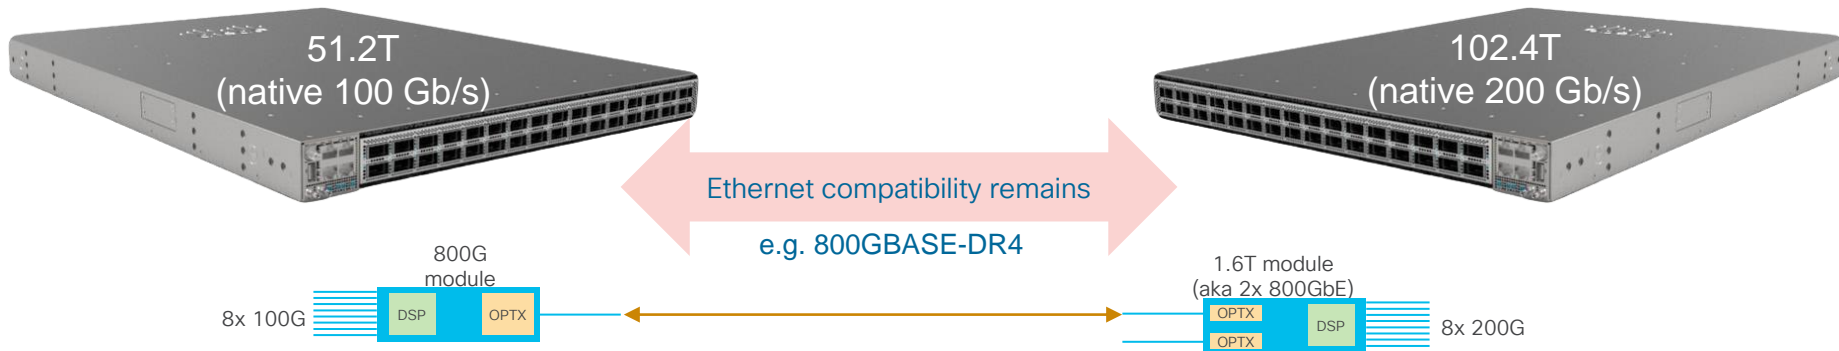 51.2T
(native 100 Gb/s)
102.4T
(native 200 Gb/s)
Ethernet compatibility remains
e.g. 800GBASE-DR4
800G
module
8x 100G
DSP
OPTX
1.6T module
(aka 2x 800GbE)
OPTX
OPTX
DSP
8x 200G